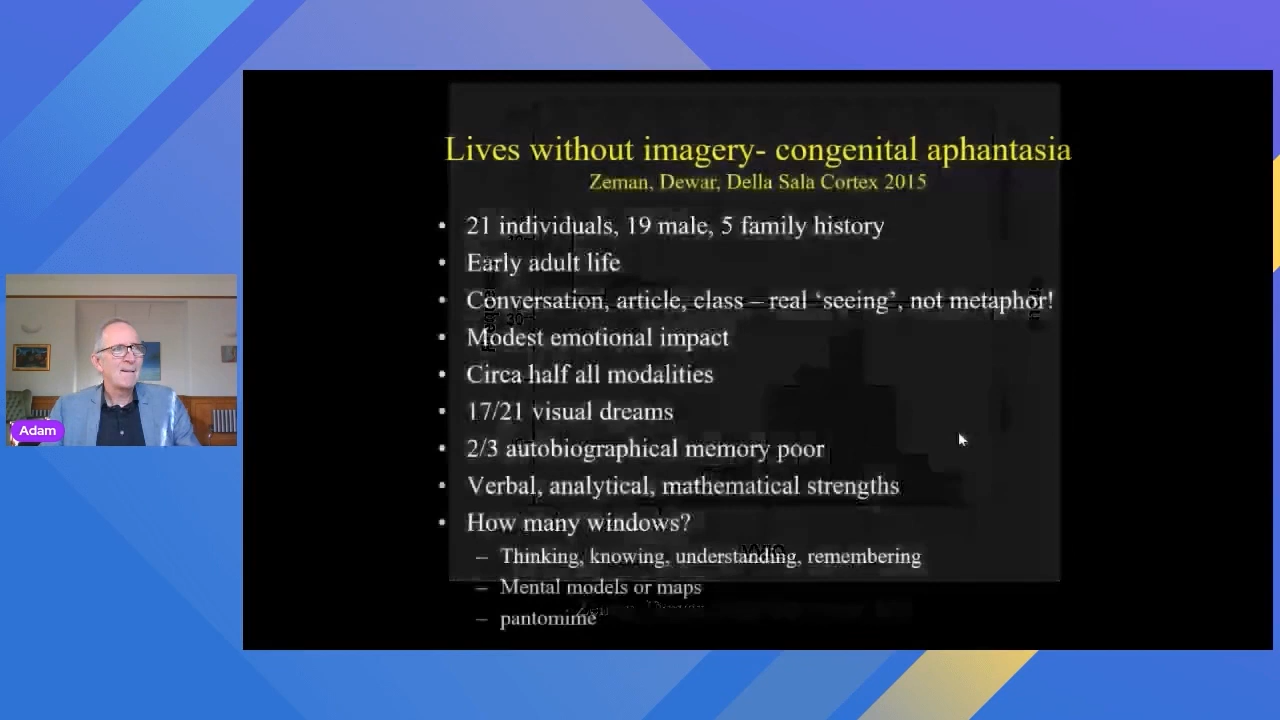 Lives without imagery- congenital aphantasia
Zeman, Dewar, Della Sala Cortex 2015
• 21 individuals, 19 male, 5 family history
• Early adult life
• Conversation, article, class – real ‘seeing’, not metaphor!
• Modest emotional impact
• Circa half all modalities
• 17/21 visual dreams
• 2/3 autobiographical memory poor
• Verbal, analytical, mathematical strengths
• How many windows?
– Thinking, knowing, understanding, remembering
– Mental models or maps
– pantomime
Adam